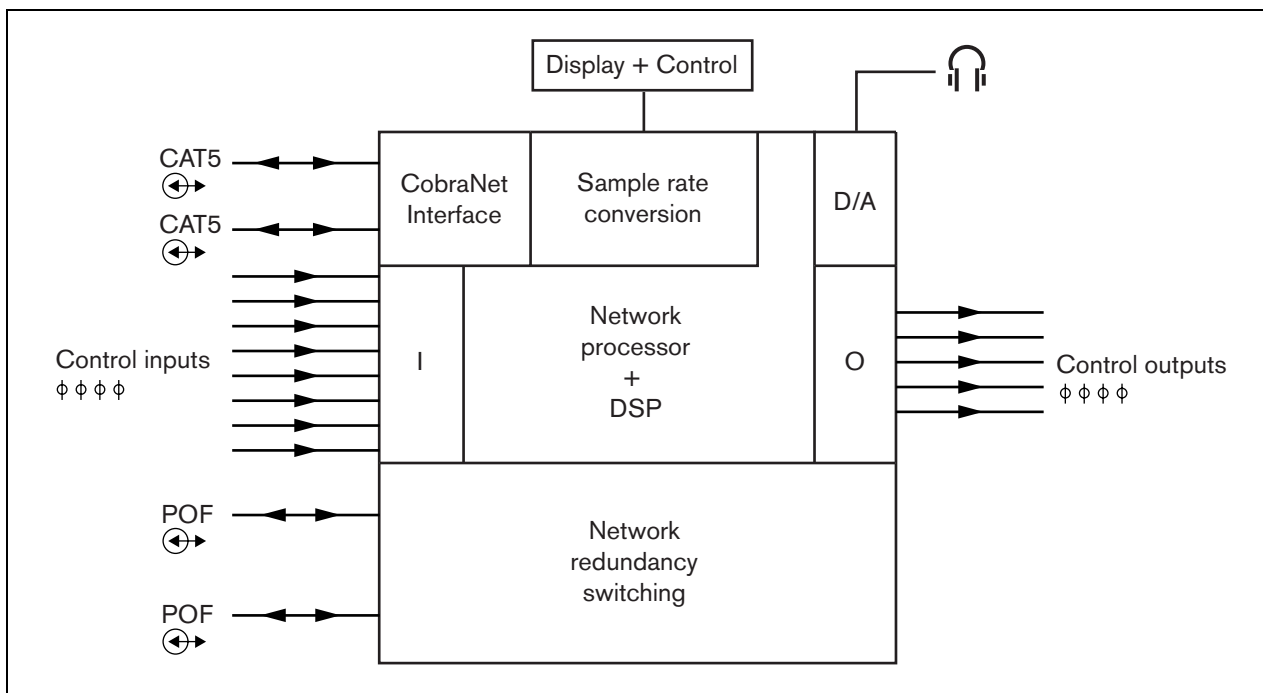 Display + Control
CAT5
CobraNet
Interface
Sample rate
conversion
D/A
CAT5
Control inputs
ϕ ϕ ϕ ϕ
I
Network
processor
+
DSP
O
Control outputs
ϕ ϕ ϕ ϕ
POF
Network
redundancy
switching
POF